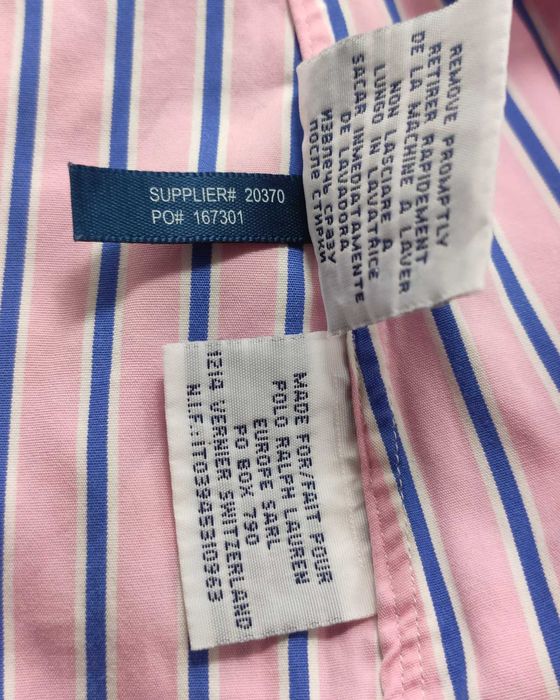 SUPPLIER# 20370
PO# 167301
REMOVE PROMPTLY
RETIRER RAPIDEMENT
DE LA MACHINE A LAVER
NON LASCIARE A
LUNGO IN LAVATRICE
SACAR INMEDIATAMENTE
DE LAVADORA
ИЗВЛЕЧЬ СРАЗУ
ПОСЛЕ СТИРКИ
MADE FOR/FAIT POUR
POLO RALPH LAUREN
EUROPE SARL
PO BOX 790
1214 VERNIER SWITZERLAND
N.I.F.:IT03945310963